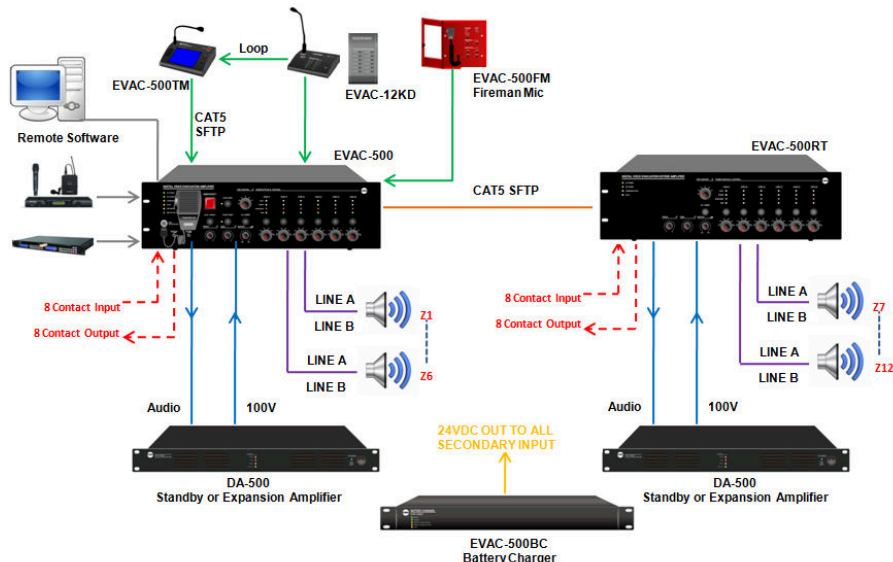 Loop
EVAC-500TM
EVAC-12KD
EVAC-500FM
Fireman Mic
Remote Software
CAT5
SFTP
EVAC-500
EVAC-500RT
CAT5 SFTP
8 Contact Input
8 Contact Output
LINE A
LINE B
Z1
LINE A
LINE B
Z6
8 Contact Input
8 Contact Output
LINE A
LINE B
Z7
LINE A
LINE B
Z12
Audio
100V
24VDC OUT TO ALL
SECONDARY INPUT
Audio
100V
DA-500
Standby or Expansion Amplifier
DA-500
Standby or Expansion Amplifier
EVAC-500BC
Battery Charger